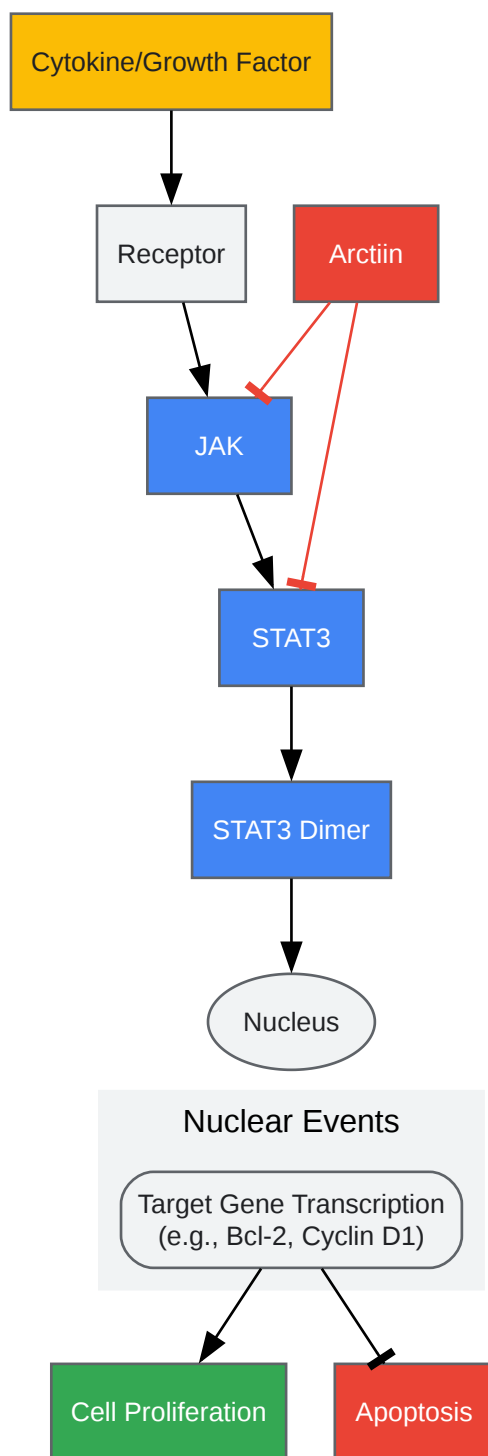 Cytokine/Growth Factor
Receptor
Arctiin
JAK
STAT3
STAT3 Dimer
Nucleus
Nuclear Events
Target Gene Transcription
(e.g., Bcl-2, Cyclin D1)
Cell Proliferation
Apoptosis